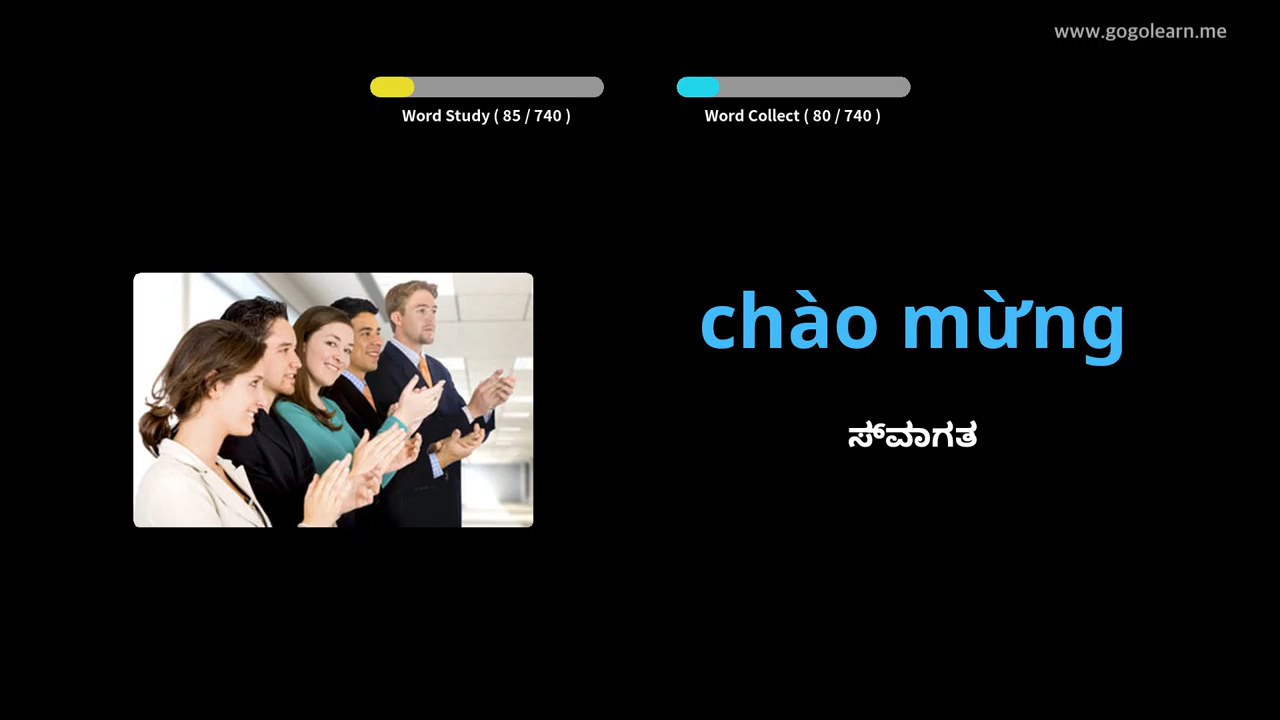 www.gogolearn.me
Word Study ( 85 / 740 )
Word Collect ( 80 / 740 )
chào mừng
ಸ್‌ವಾಗತ